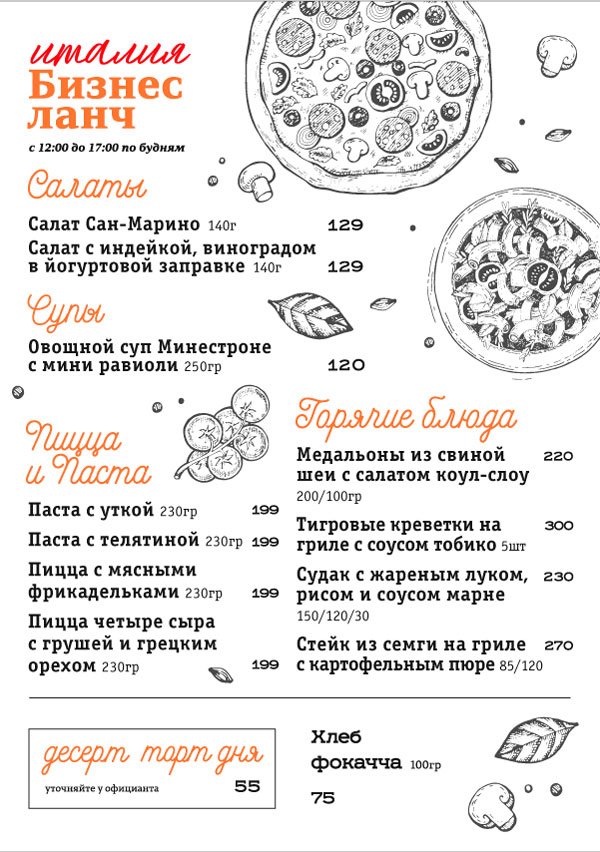 италия
Бизнес
ланч
с 12:00 до 17:00 по будням
Салаты
Салат Сан-Марино 140г 129
Салат с индейкой, виноградом
в йогуртовой заправке 140г 129
Супы
Овощной суп Минестроне
с мини равиоли 250гр 120
Пицца
и Паста
Паста с уткой 230гр 199
Паста с телятиной 230гр 199
Пицца с мясными
фрикадельками 230гр 199
Пицца четыре сыра
с грушей и грецким
орехом 230гр 199
Горячие блюда
Медальоны из свиной 220
шеи с салатом коул-слоу
200/100гр
Тигровые креветки на 300
гриле с соусом тобико 5шт
Судак с жареным луком, 230
рисом и соусом марне
150/120/30
Стейк из семги на гриле 270
с картофельным пюре 85/120
десерт торт дня
уточняйте у официанта 55
Хлеб
фокачча 100гр
75